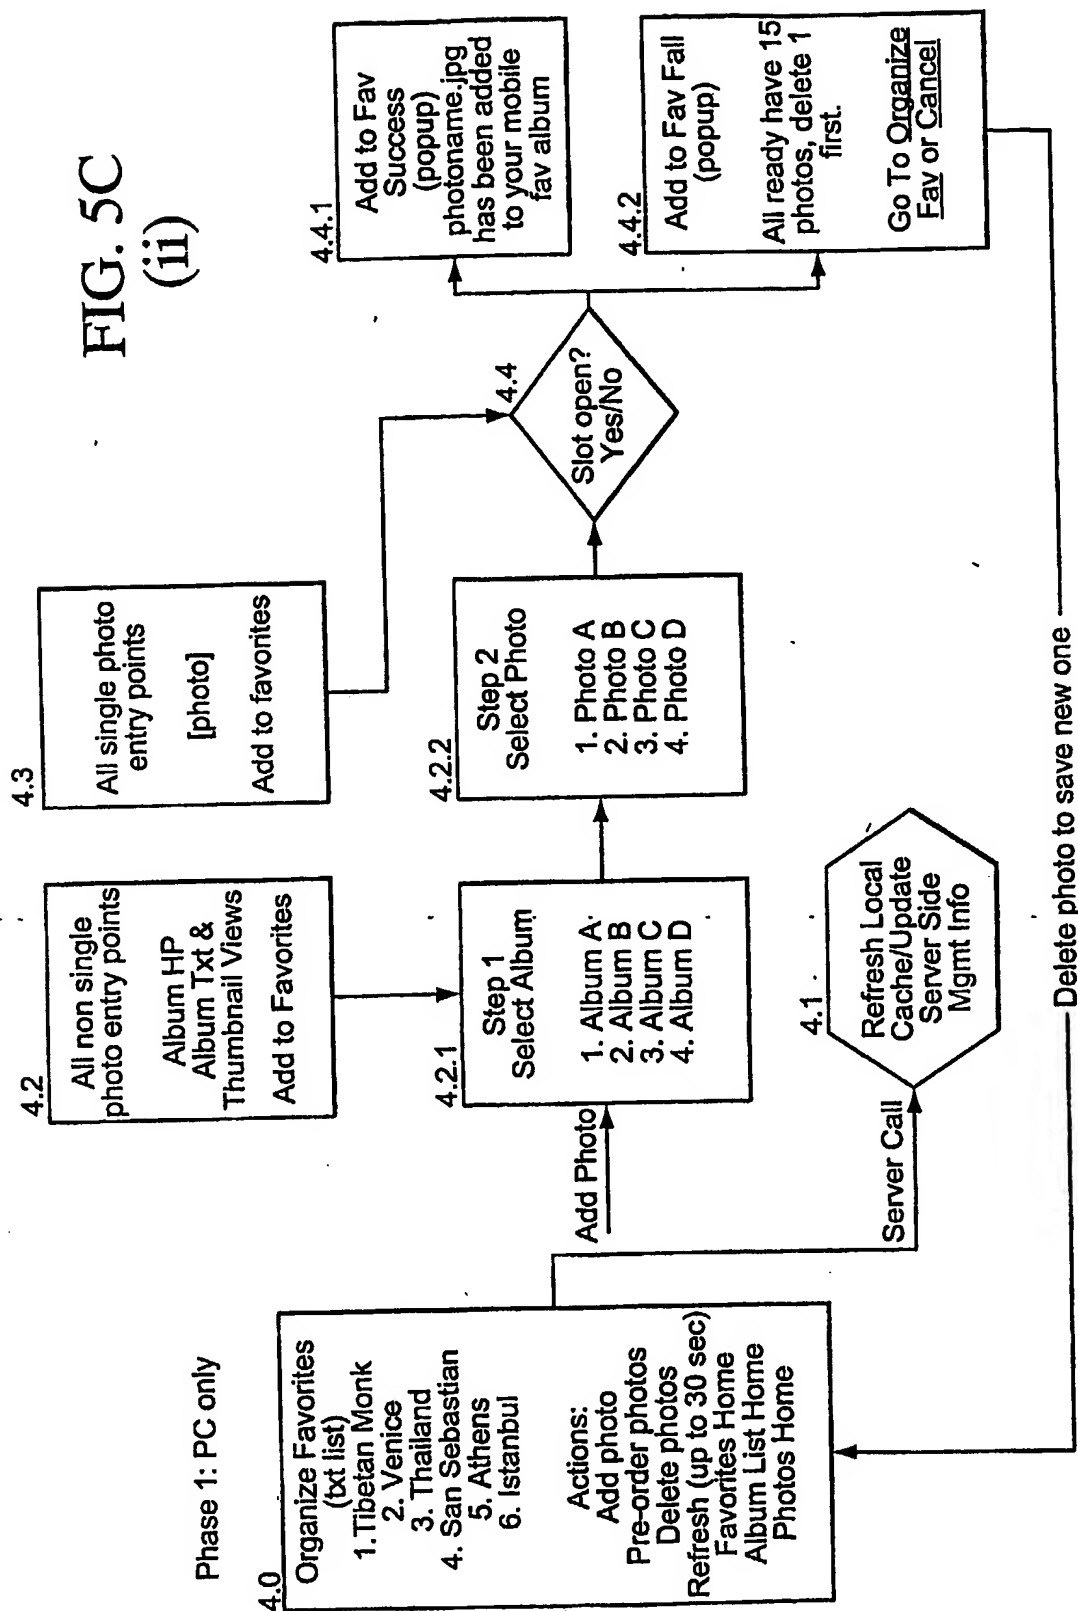 FIG. 5C
(ii)
Phase 1: PC only
4.0
Organize Favorites
(txt list)
1.Tibetan Monk
2. Venice
3. Thailand
4. San Sebastian
5. Athens
6. Istanbul
Actions:
Add photo
Pre-order photos
Delete photos
Refresh (up to 30 sec)
Favorites Home
Album List Home
Photos Home
4.2
All non single
photo entry points
Album HP
Album Txt &
Thumbnail Views
Add to Favorites
4.3
All single photo
entry points
[photo]
Add to favorites
Add Photo
4.2.1
Step 1
Select Album
1. Album A
2. Album B
3. Album C
4. Album D
4.2.2
Step 2
Select Photo
1. Photo A
2. Photo B
3. Photo C
4. Photo D
4.4
Slot open?
Yes/No
4.4.1
Add to Fav
Success
(popup)
photoname.jpg
has been added
to your mobile
fav album
4.4.2
Add to Fav Fail
(popup)
All ready have 15
photos, delete 1
first.
Go To Organize
Fav or Cancel
Server Call
4.1
Refresh Local
Cache/Update
Server Side
Mgmt Info
Delete photo to save new one